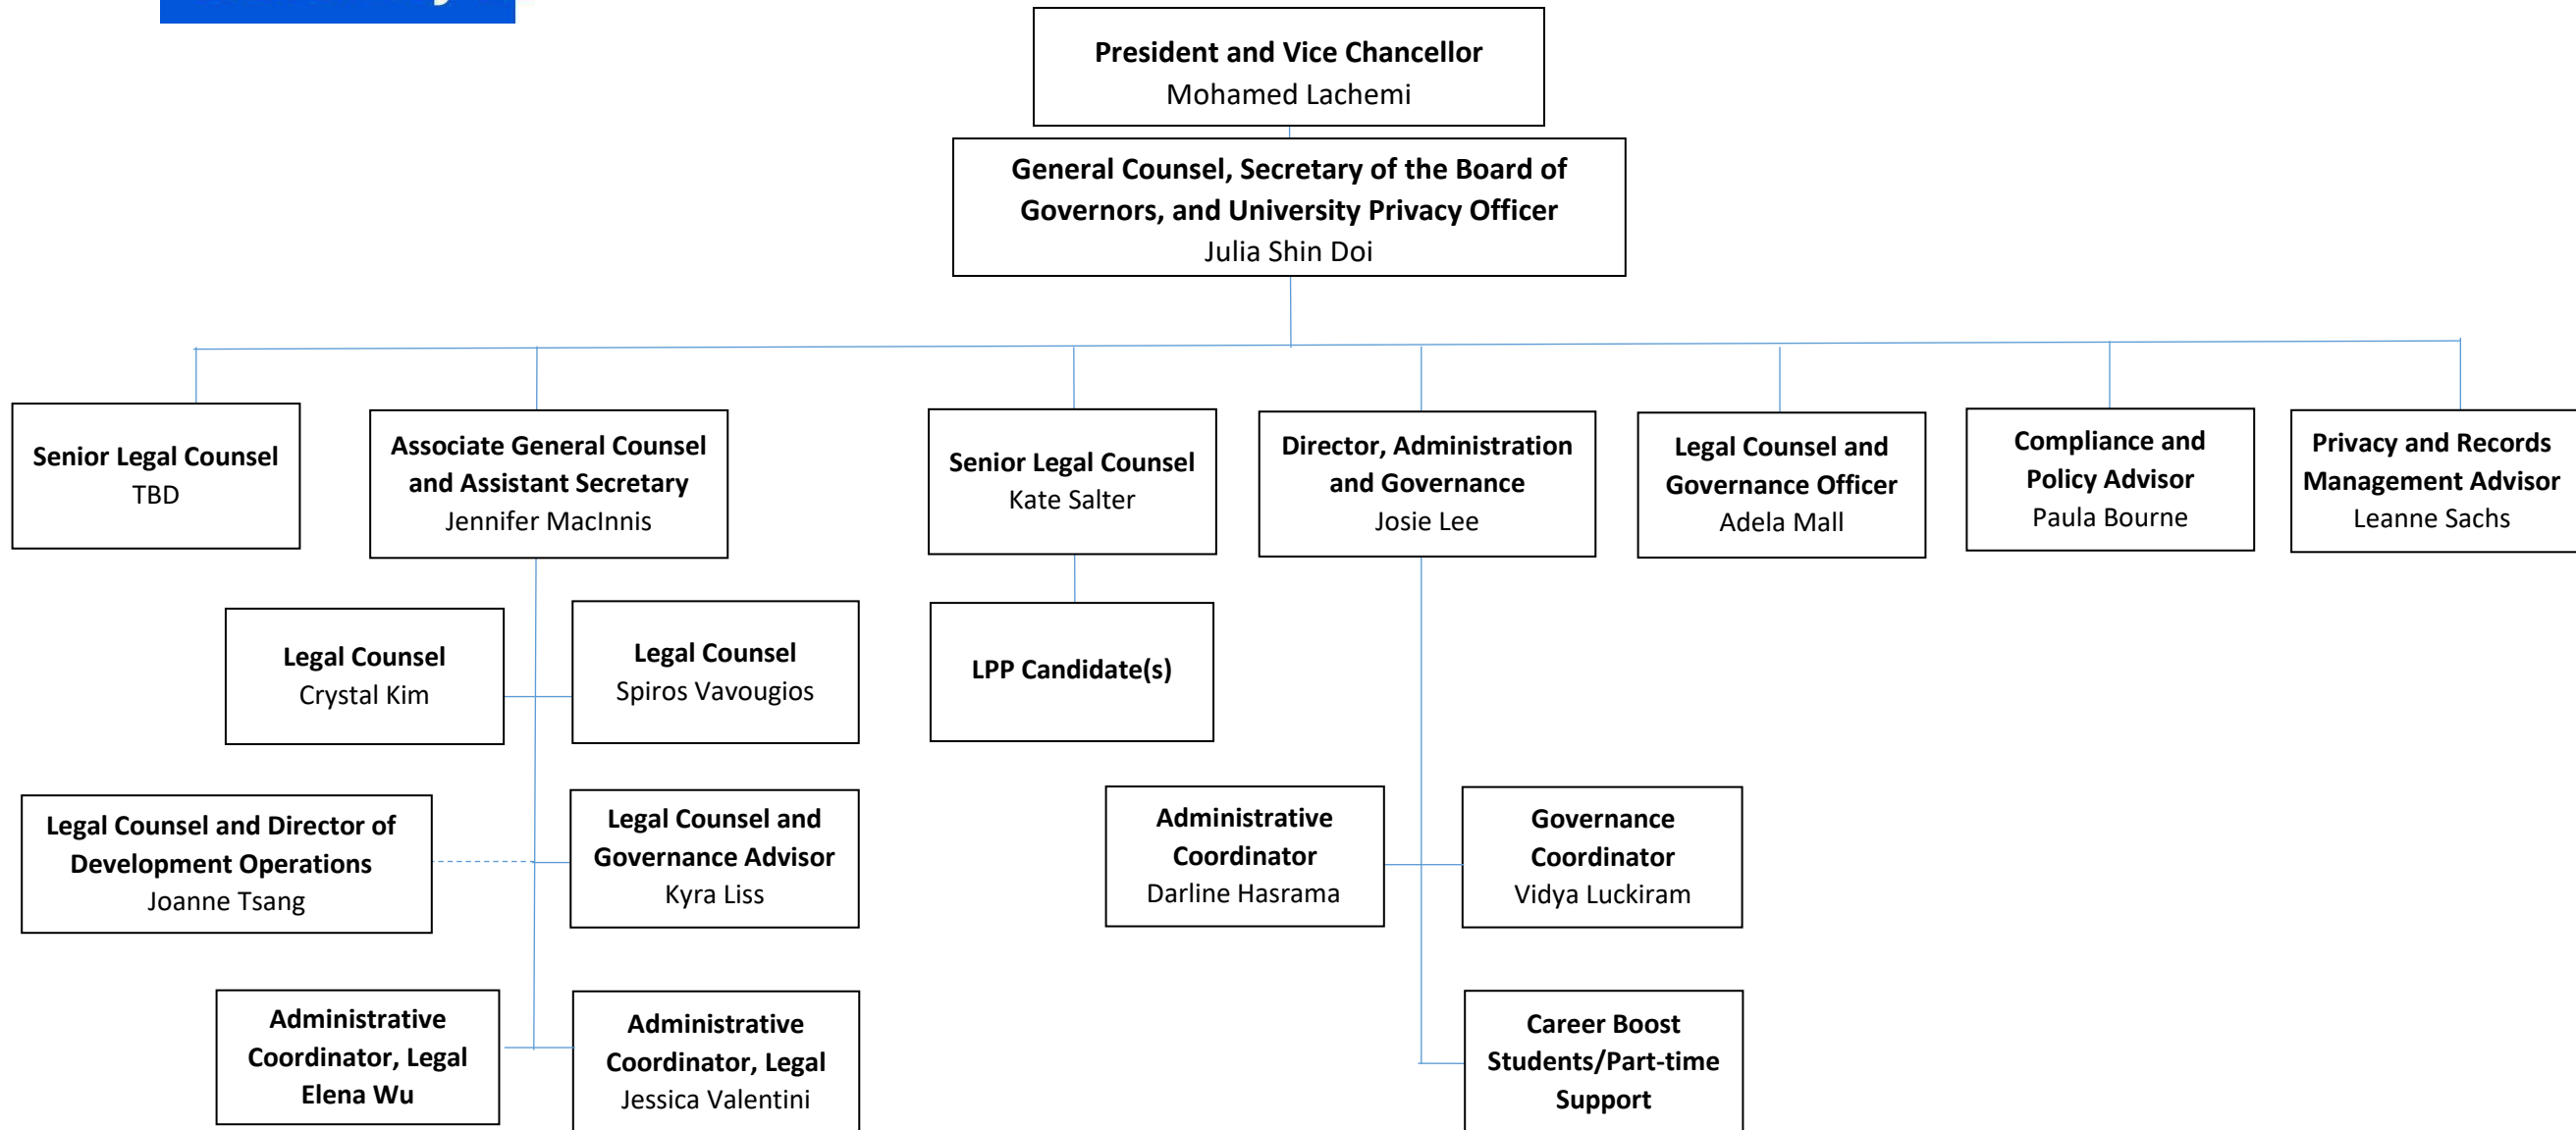 President and Vice Chancellor
Mohamed Lachemi
General Counsel, Secretary of the Board of
Governors, and University Privacy Officer
Julia Shin Doi
Senior Legal Counsel
TBD
Associate General Counsel
and Assistant Secretary
Jennifer MacInnis
Senior Legal Counsel
Kate Salter
Director, Administration
and Governance
Josie Lee
Legal Counsel and
Governance Officer
Adela Mall
Compliance and
Policy Advisor
Paula Bourne
Privacy and Records
Management Advisor
Leanne Sachs
Legal Counsel
Crystal Kim
Legal Counsel
Spiros Vavougios
LPP Candidate(s)
Legal Counsel and Director of
Development Operations
Joanne Tsang
Legal Counsel and
Governance Advisor
Kyra Liss
Administrative
Coordinator
Darline Hasrama
Governance
Coordinator
Vidya Luckiram
Administrative
Coordinator, Legal
Elena Wu
Administrative
Coordinator, Legal
Jessica Valentini
Career Boost
Students/Part-time
Support